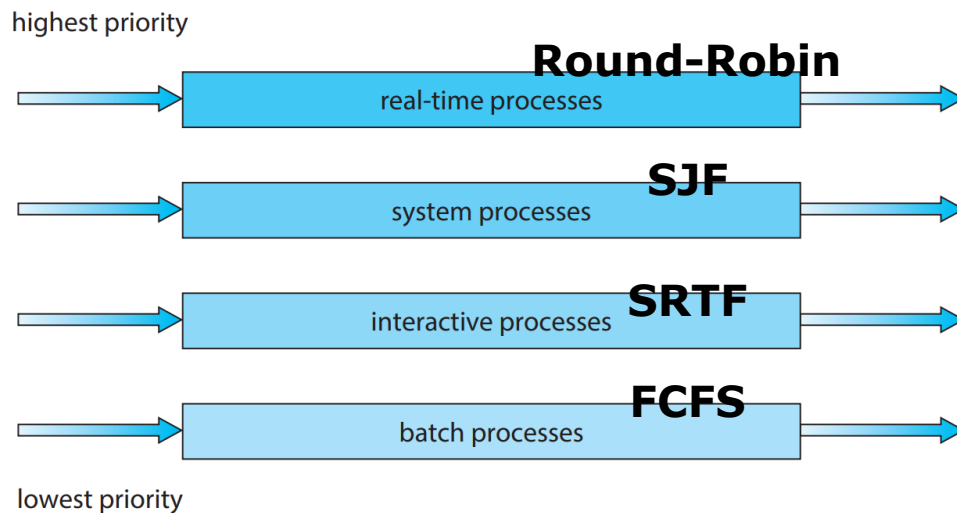 highest priority
Round-Robin
real-time processes
SJF
system processes
SRTF
interactive processes
FCFS
batch processes
lowest priority